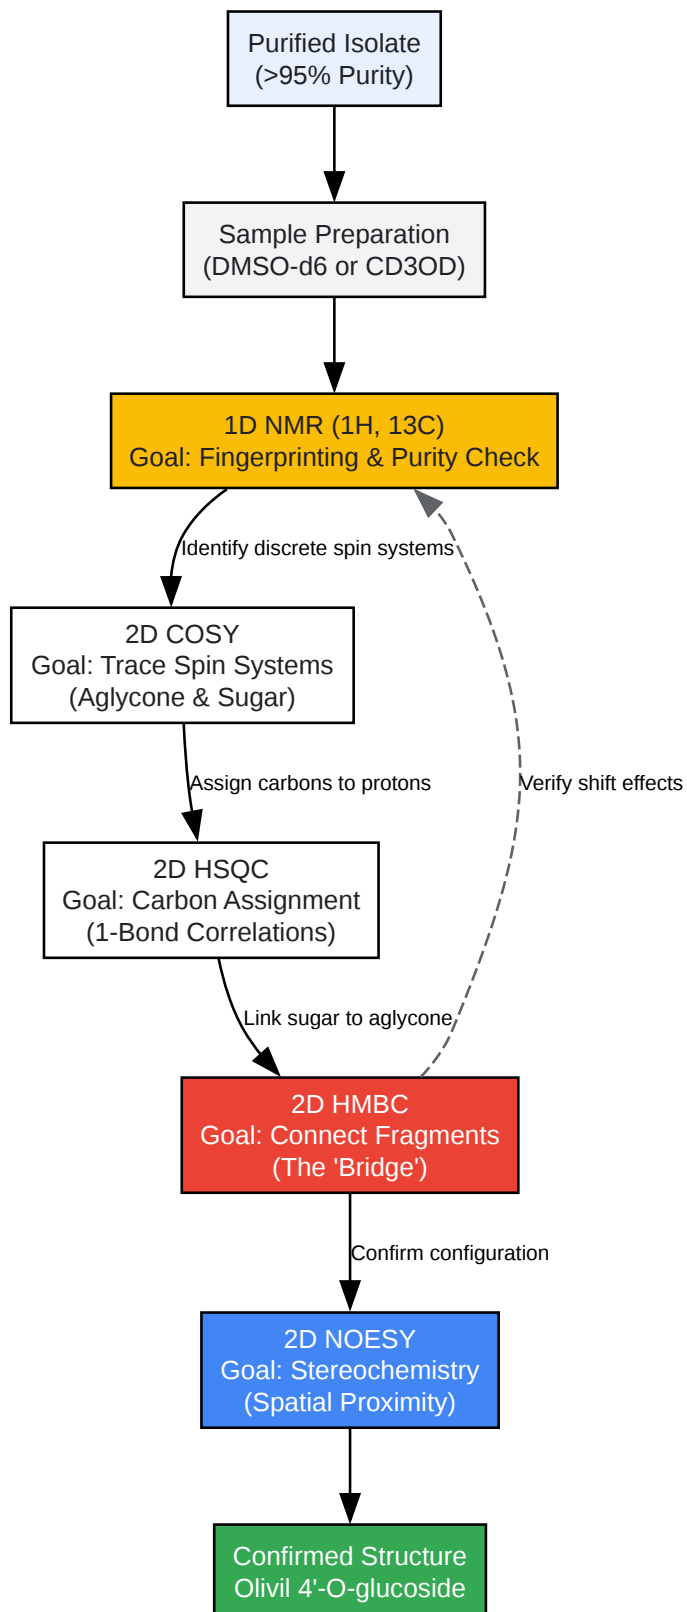 Purified Isolate
(>95% Purity)
Sample Preparation
(DMSO-d6 or CD3OD)
1D NMR (1H, 13C)
Goal: Fingerprinting & Purity Check
Identify discrete spin systems
2D COSY
Goal: Trace Spin Systems
(Aglycone & Sugar)
Assign carbons to protons
Verify shift effects
2D HSQC
Goal: Carbon Assignment
(1-Bond Correlations)
Link sugar to aglycone
2D HMBC
Goal: Connect Fragments
(The 'Bridge')
Confirm configuration
2D NOESY
Goal: Stereochemistry
(Spatial Proximity)
Confirmed Structure
Olivil 4'-O-glucoside